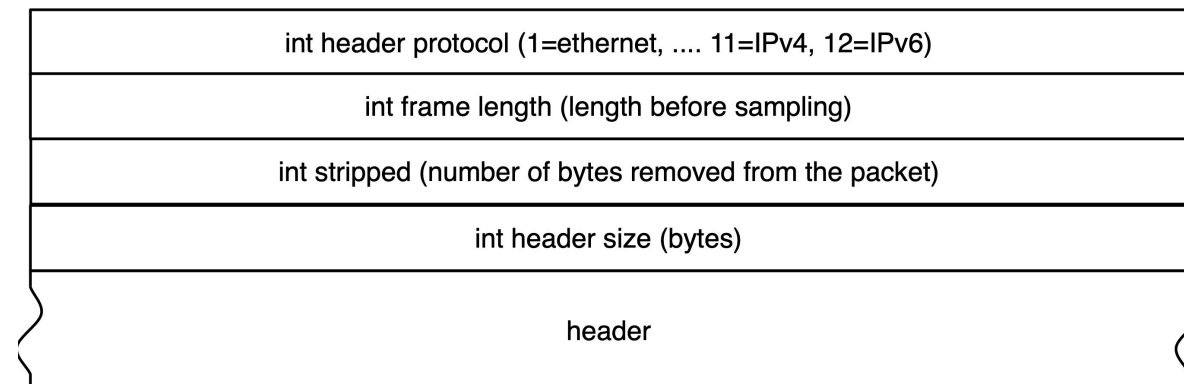 int header protocol (1=ethernet, .... 11=IPv4, 12=IPv6)
int frame length (length before sampling)
int stripped (number of bytes removed from the packet)
int header size (bytes)
header